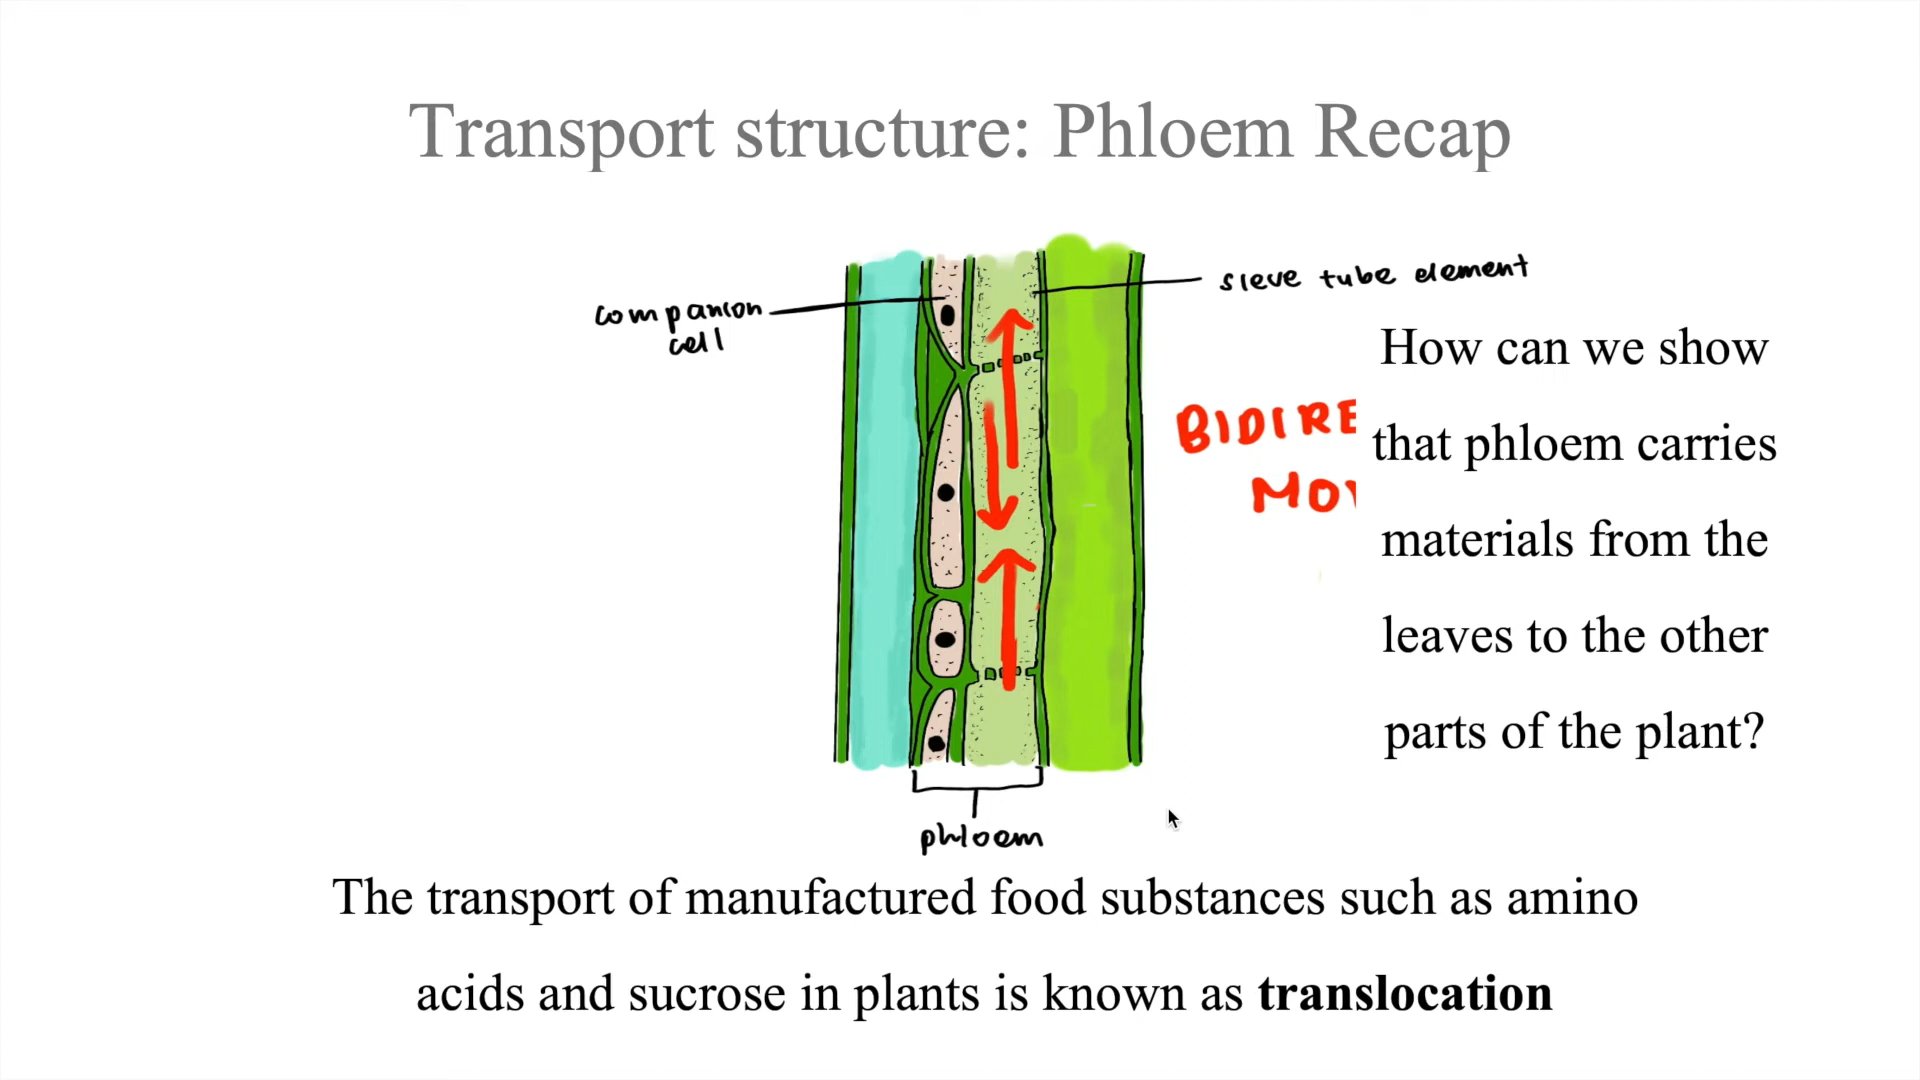 Transport structure: Phloem Recap
companion
cell
sieve tube element
BIDIRE
MOV
How can we show
that phloem carries
materials from the
leaves to the other
parts of the plant?
phloem
The transport of manufactured food substances such as amino
acids and sucrose in plants is known as translocation